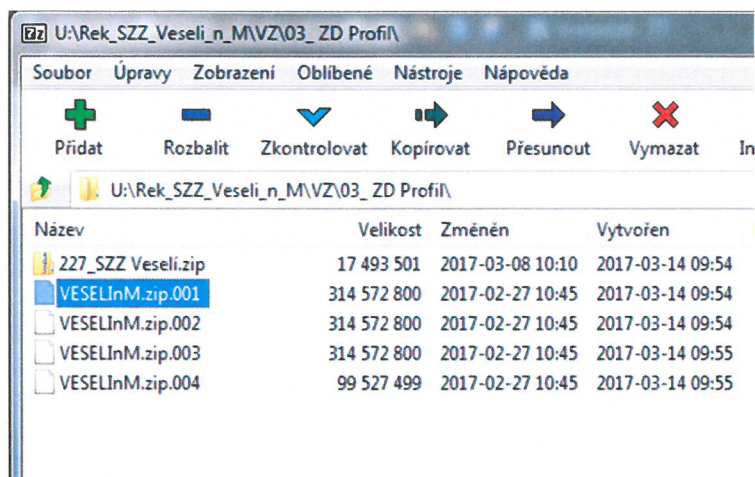 7z U:\Rek_SZZ_Veseli_n_M\VZ\03_ ZD Profil\
Soubor Úpravy Zobrazení Oblíbené Nástroje Nápověda
Přidat Rozbalit Zkontrolovat Kopírovat Přesunout Vymazat In
U:\Rek_SZZ_Veseli_n_M\VZ\03_ ZD Profil\
Název Velikost Změněn Vytvořen
227_SZZ Veselí.zip 17 493 501 2017-03-08 10:10 2017-03-14 09:54
VESELInM.zip.001 314 572 800 2017-02-27 10:45 2017-03-14 09:54
VESELInM.zip.002 314 572 800 2017-02-27 10:45 2017-03-14 09:54
VESELInM.zip.003 314 572 800 2017-02-27 10:45 2017-03-14 09:55
VESELInM.zip.004 99 527 499 2017-02-27 10:45 2017-03-14 09:55